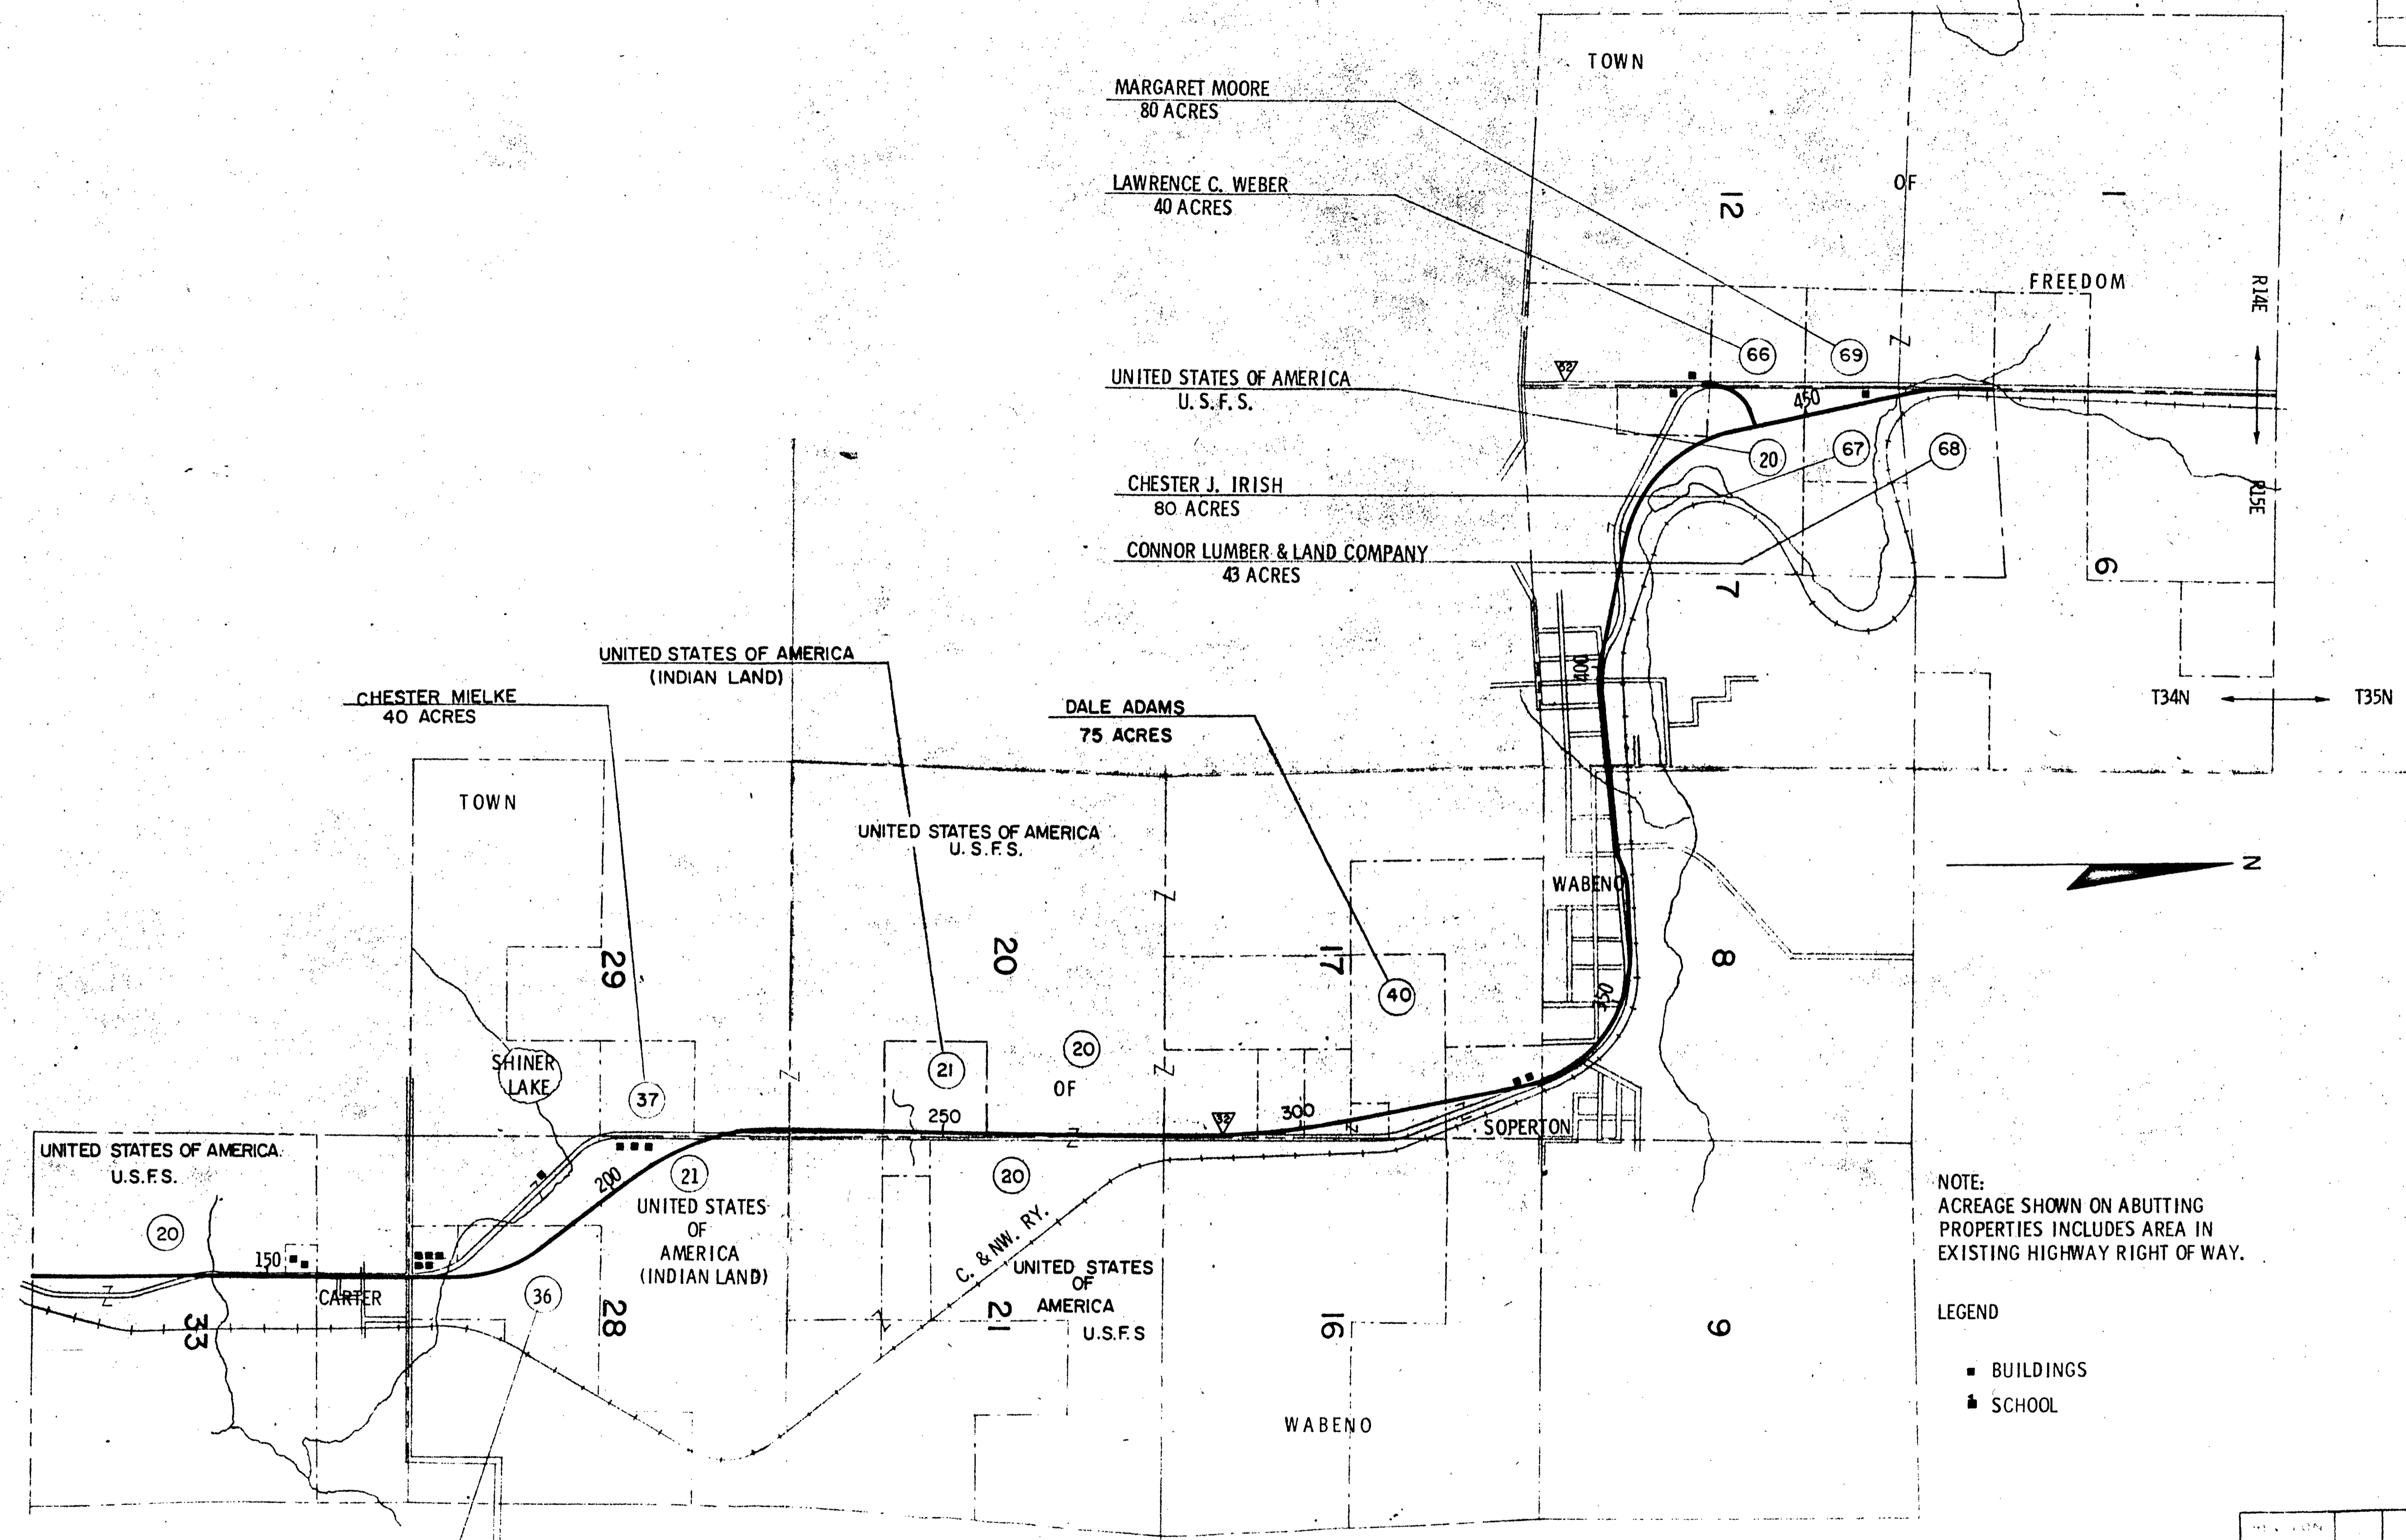 TOWN
MARGARET MOORE
80 ACRES
LAWRENCE C. WEBER
40 ACRES
12
OF
1
FREEDOM
R14E
UNITED STATES OF AMERICA
U. S. F. S.
32
66
69
450
20
67
68
CHESTER J. IRISH
80 ACRES
R15E
CONNOR LUMBER & LAND COMPANY
43 ACRES
7
6
UNITED STATES OF AMERICA
(INDIAN LAND)
400
CHESTER MIELKE
40 ACRES
DALE ADAMS
75 ACRES
T34N
T35N
TOWN
UNITED STATES OF AMERICA
U. S.F.S.
N
WABENO
29
20
17
8
40
350
SHINER
LAKE
37
21
20
OF
250
32
300
SOPERTON
UNITED STATES OF AMERICA
U.S.F.S.
200
21
20
UNITED STATES
OF
AMERICA
(INDIAN LAND)
20
150
CARTER
36
C. & NW. RY.
UNITED STATES
OF
AMERICA
U.S.F.S
33
28
21
16
9
WABENO
NOTE:
ACREAGE SHOWN ON ABUTTING
PROPERTIES INCLUDES AREA IN
EXISTING HIGHWAY RIGHT OF WAY.
LEGEND
BUILDINGS
SCHOOL